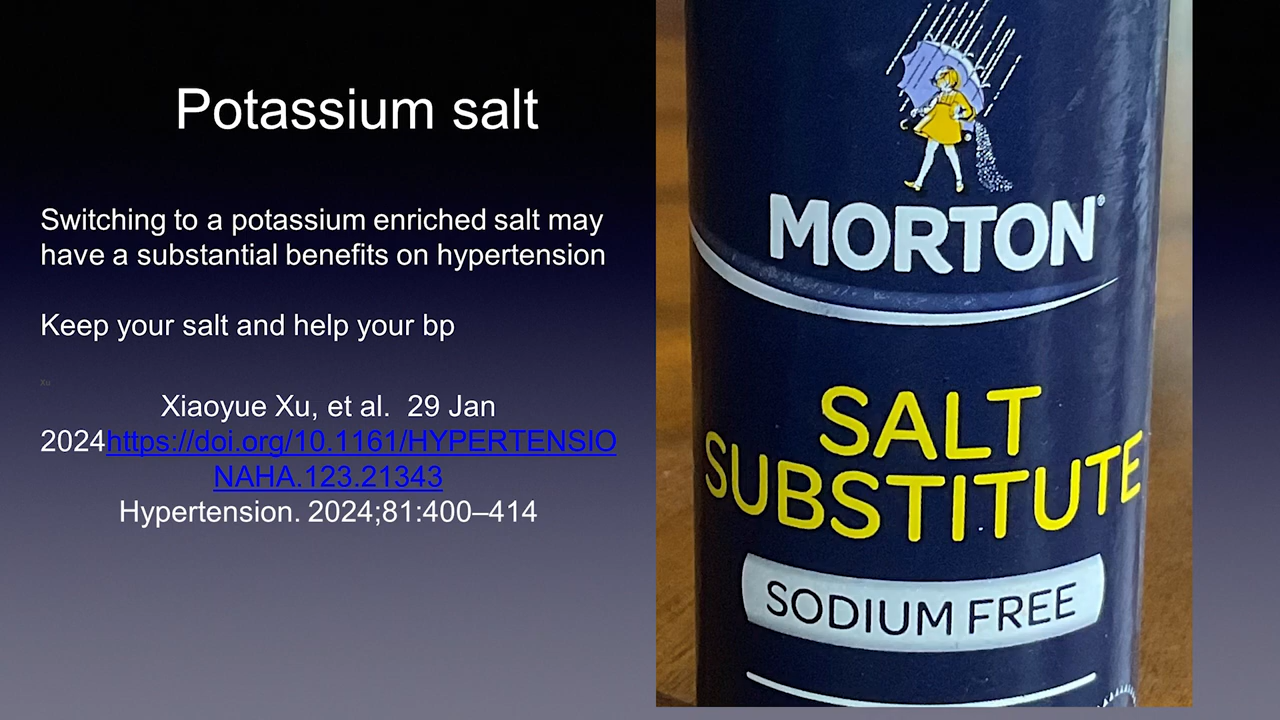 Potassium salt
Switching to a potassium enriched salt may
have a substantial benefits on hypertension
Keep your salt and help your bp
Xu
Xiaoyue Xu, et al.  29 Jan
2024https://doi.org/10.1161/HYPERTENSIO
NAHA.123.21343
Hypertension. 2024;81:400–414
MORTON®
SALT
SUBSTITUTE
SODIUM FREE